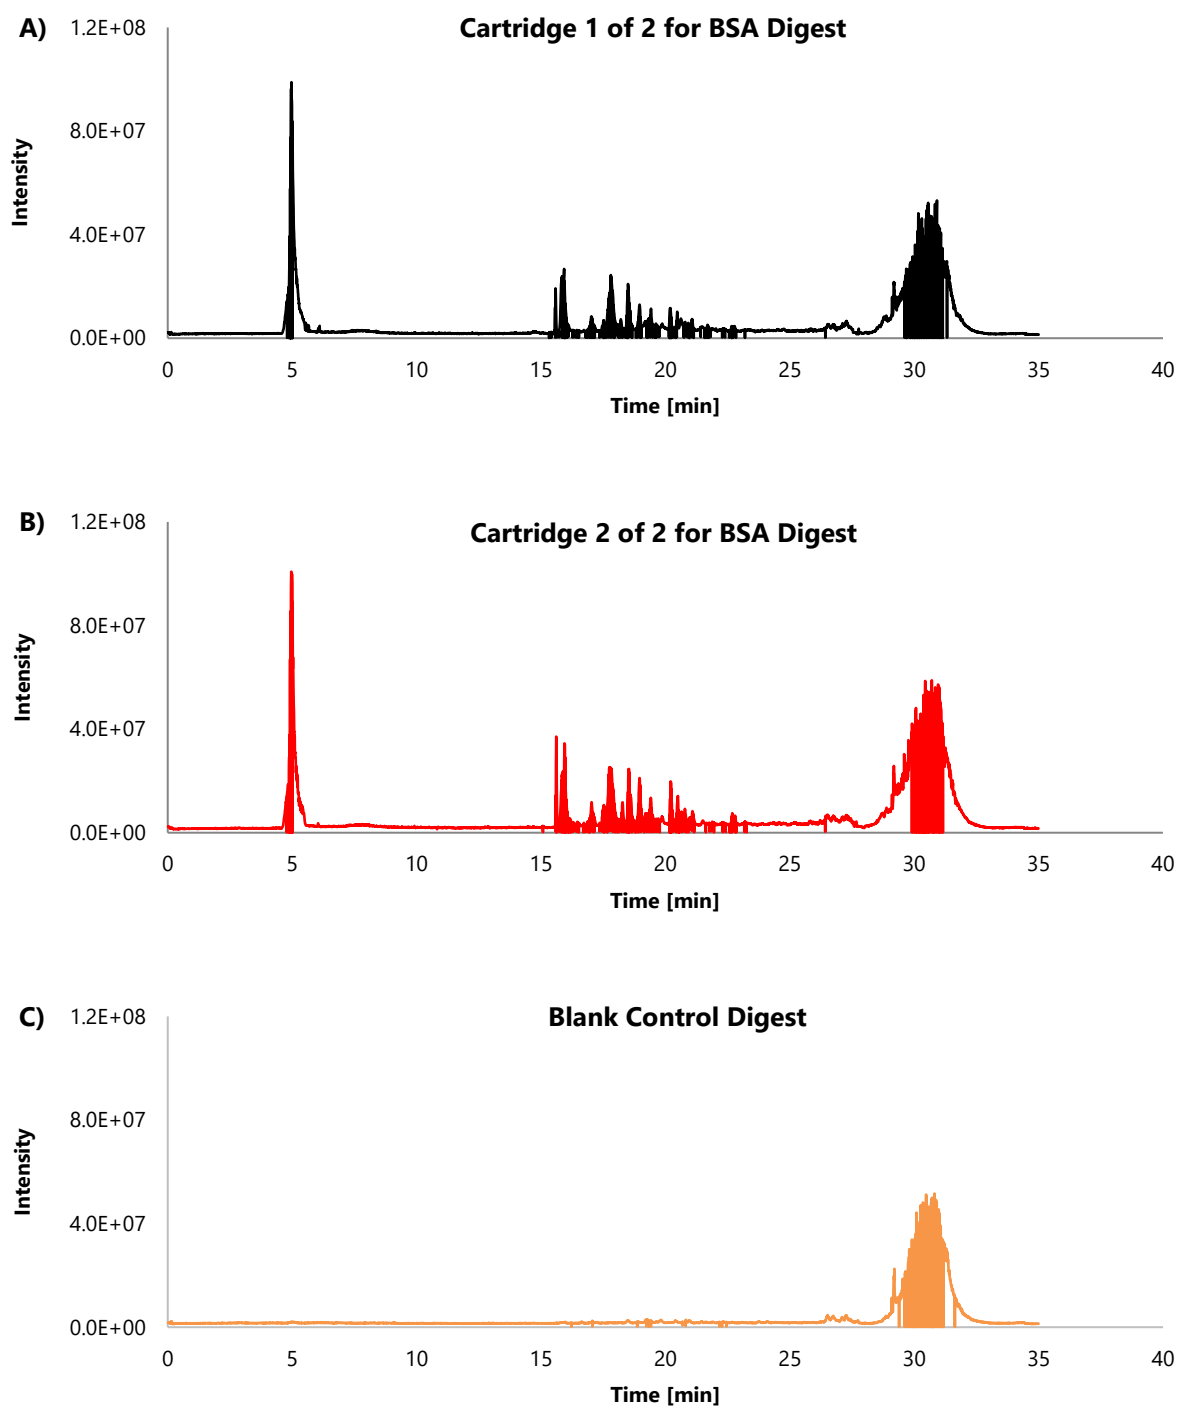 A)
Cartridge 1 of 2 for BSA Digest
Intensity
1.2E+08
8.0E+07
4.0E+07
0.0E+00
0 5 10 15 20 25 30 35 40
Time [min]
B)
Cartridge 2 of 2 for BSA Digest
Intensity
1.2E+08
8.0E+07
4.0E+07
0.0E+00
0 5 10 15 20 25 30 35 40
Time [min]
C)
Blank Control Digest
Intensity
1.2E+08
8.0E+07
4.0E+07
0.0E+00
0 5 10 15 20 25 30 35 40
Time [min]